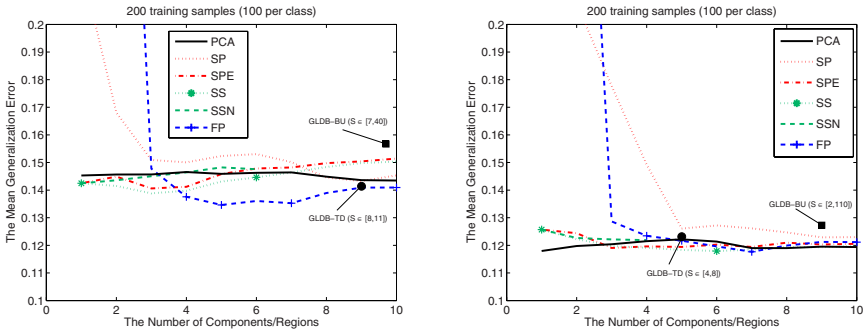 200 training samples (100 per class)
0.2
0.19
0.18
0.17
0.16
0.15
0.14
0.13
0.12
0.11
0.1
The Mean Generalization Error
PCA
SP
SPE
SS
SSN
FP
GLDB−BU (S ∈ [7,40])
GLDB−TD (S ∈ [8,11])
0 2 4 6 8 10
The Number of Components/Regions
200 training samples (100 per class)
0.2
0.19
0.18
0.17
0.16
0.15
0.14
0.13
0.12
0.11
0.1
The Mean Generalization Error
PCA
SP
SPE
SS
SSN
FP
GLDB−BU (S ∈ [2,110])
GLDB−TD (S ∈ [4,8])
0 2 4 6 8 10
The Number of Components/Regions